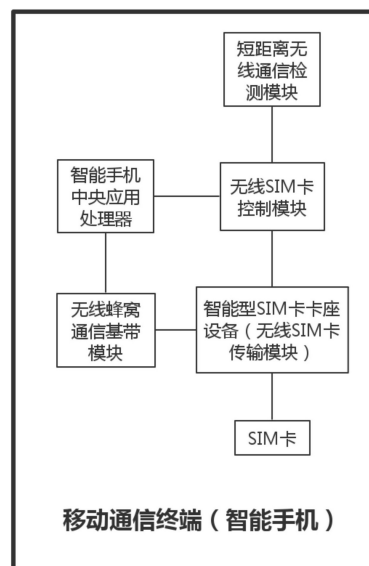 短距离无
线通信检
测模块
智能手机
中央应用
处理器
无线SIM卡
控制模块
无线蜂窝
通信基带
模块
智能型SIM卡卡座
设备（无线SIM卡
传输模块）
SIM卡
移动通信终端（智能手机）